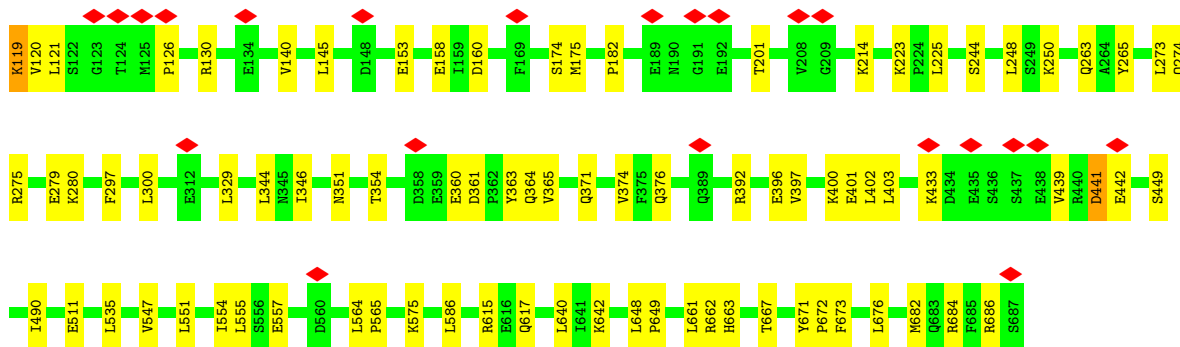 K119 V120 L121 S122 G123 T124 M125 P126 R130 E134 V140 L145 D148 E153 E158 I159 D160 F169 S174 M175 P182 E189 N190 G191 E192 T201 V208 G209 K214 K223 P224 L225 S244 L248 S249 K250 Q263 A264 Y265 L273 Q274
R275 E279 K280 F297 L300 E312 L329 L344 N345 I346 N351 T354 D358 E359 E360 D361 P362 Y363 Q364 V365 Q371 V374 F375 Q376 Q389 R392 E396 V397 K400 E401 L402 L403 K433 D434 E435 S436 S437 E438 V439 R440 D441 E442 S449
I490 E511 L535 V547 L551 I554 L555 S556 E557 D560 L564 P565 K575 L586 R615 E616 Q617 L640 I641 K642 L648 P649 L661 R662 H663 T667 Y671 P672 F673 L676 M682 Q683 R684 F685 R686 S687